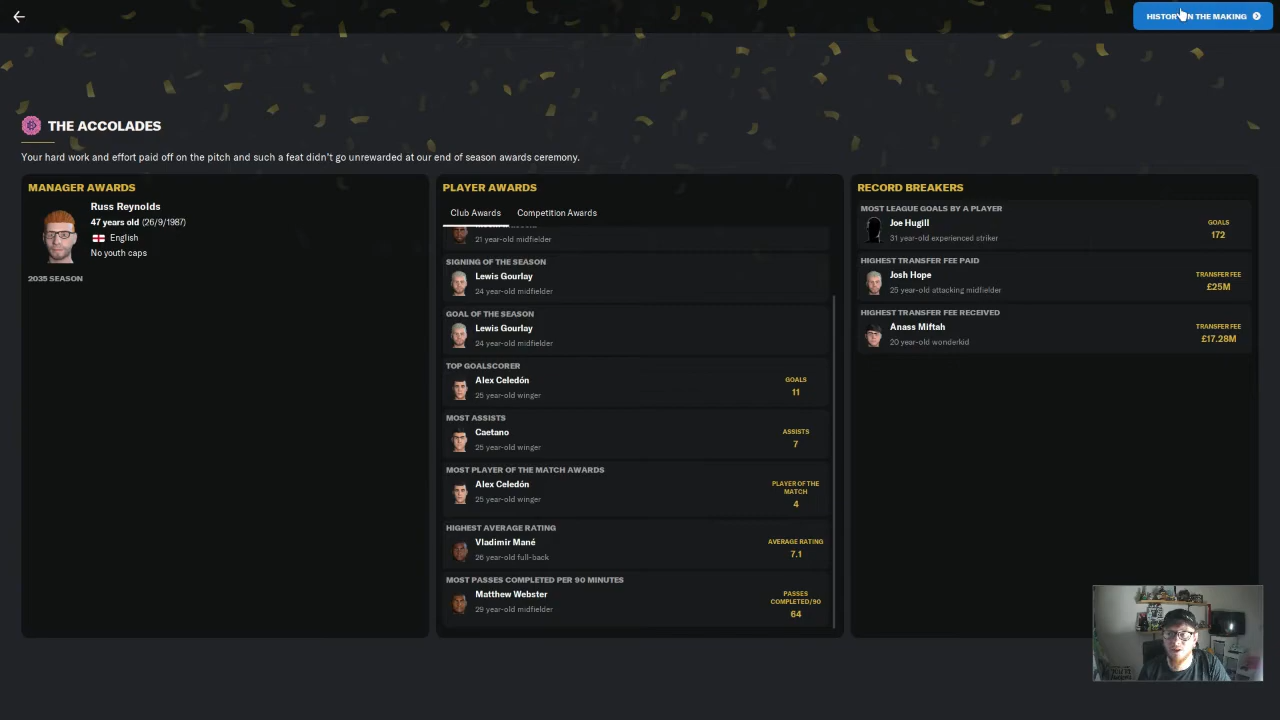 HISTORY IN THE MAKING
THE ACCOLADES
Your hard work and effort paid off on the pitch and such a feat didn't go unrewarded at our end of season awards ceremony.
MANAGER AWARDS
Russ Reynolds
47 years old (26/9/1987)
English
No youth caps
2035 SEASON
PLAYER AWARDS
Club Awards Competition Awards
21 year-old midfielder
SIGNING OF THE SEASON
Lewis Gourlay
24 year-old midfielder
GOAL OF THE SEASON
Lewis Gourlay
24 year-old midfielder
TOP GOALSCORER
Alex Celedón
25 year-old winger
GOALS
11
MOST ASSISTS
Caetano
25 year-old winger
ASSISTS
7
MOST PLAYER OF THE MATCH AWARDS
Alex Celedón
25 year-old winger
PLAYER OF THE
MATCH
4
HIGHEST AVERAGE RATING
Vladimir Mané
26 year-old full-back
AVERAGE RATING
7.1
MOST PASSES COMPLETED PER 90 MINUTES
Matthew Webster
29 year-old midfielder
PASSES
COMPLETED/90
64
RECORD BREAKERS
MOST LEAGUE GOALS BY A PLAYER
Joe Hugill
31 year-old experienced striker
GOALS
172
HIGHEST TRANSFER FEE PAID
Josh Hope
25 year-old attacking midfielder
TRANSFER FEE
£25M
HIGHEST TRANSFER FEE RECEIVED
Anass Miftah
20 year-old wonderkid
TRANSFER FEE
£17.28M